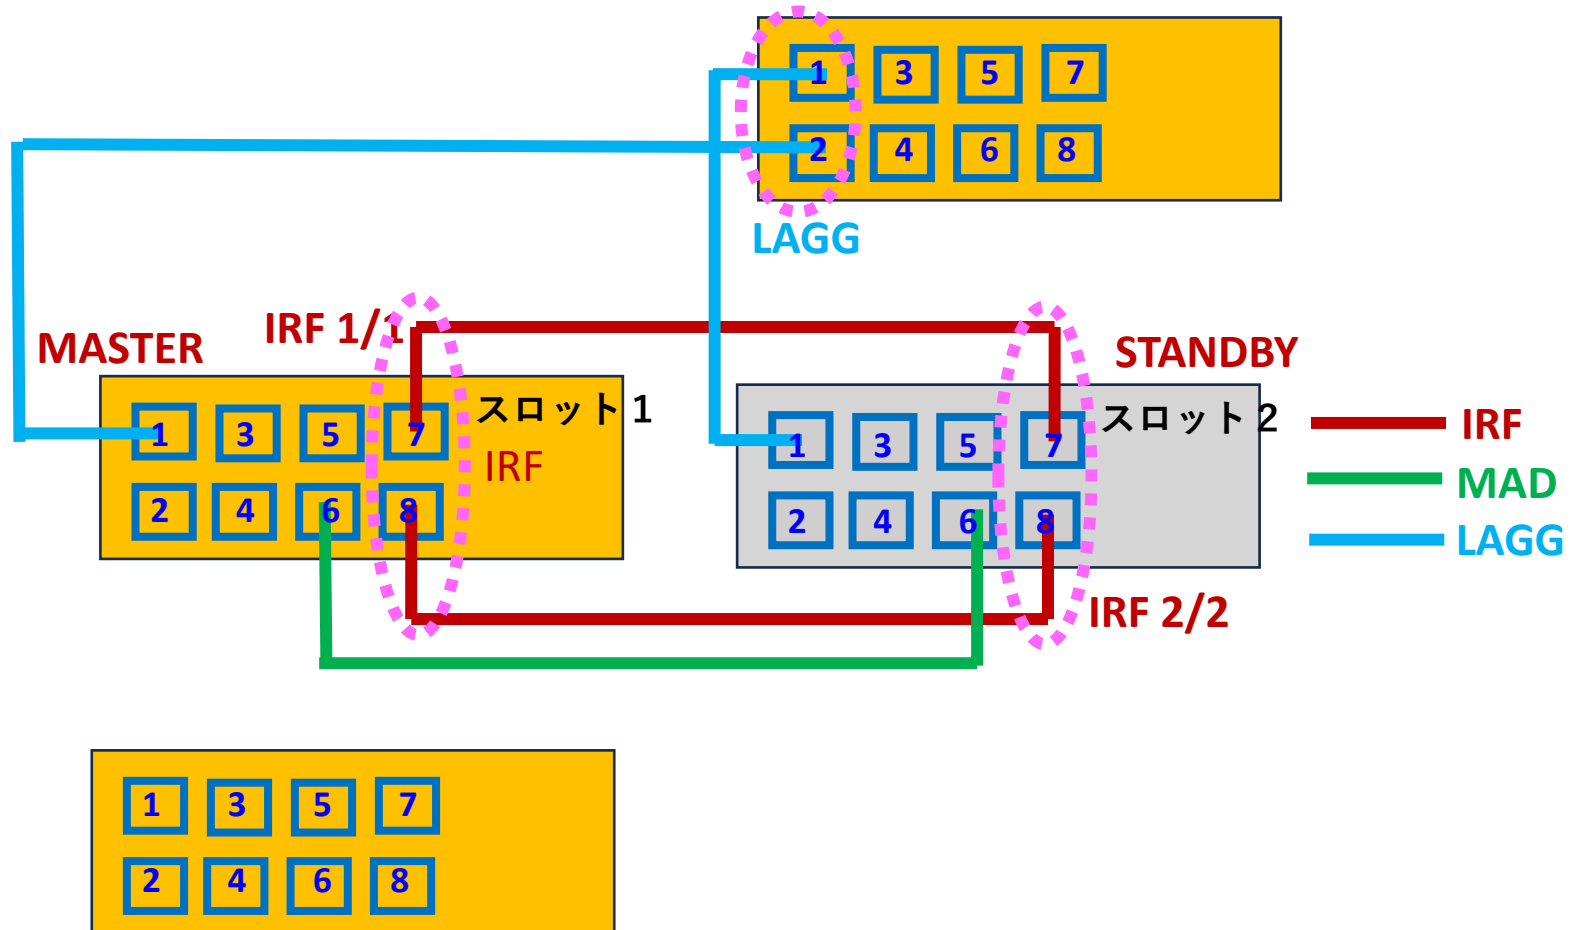 1 3 5 7
2 4 6 8
LAGG
MASTER
IRF 1/1
STANDBY
1 3 5 7
スロット1
IRF
2 4 6 8
1 3 5 7
スロット2
2 4 6 8
IRF 2/2
IRF
MAD
LAGG
1 3 5 7
2 4 6 8